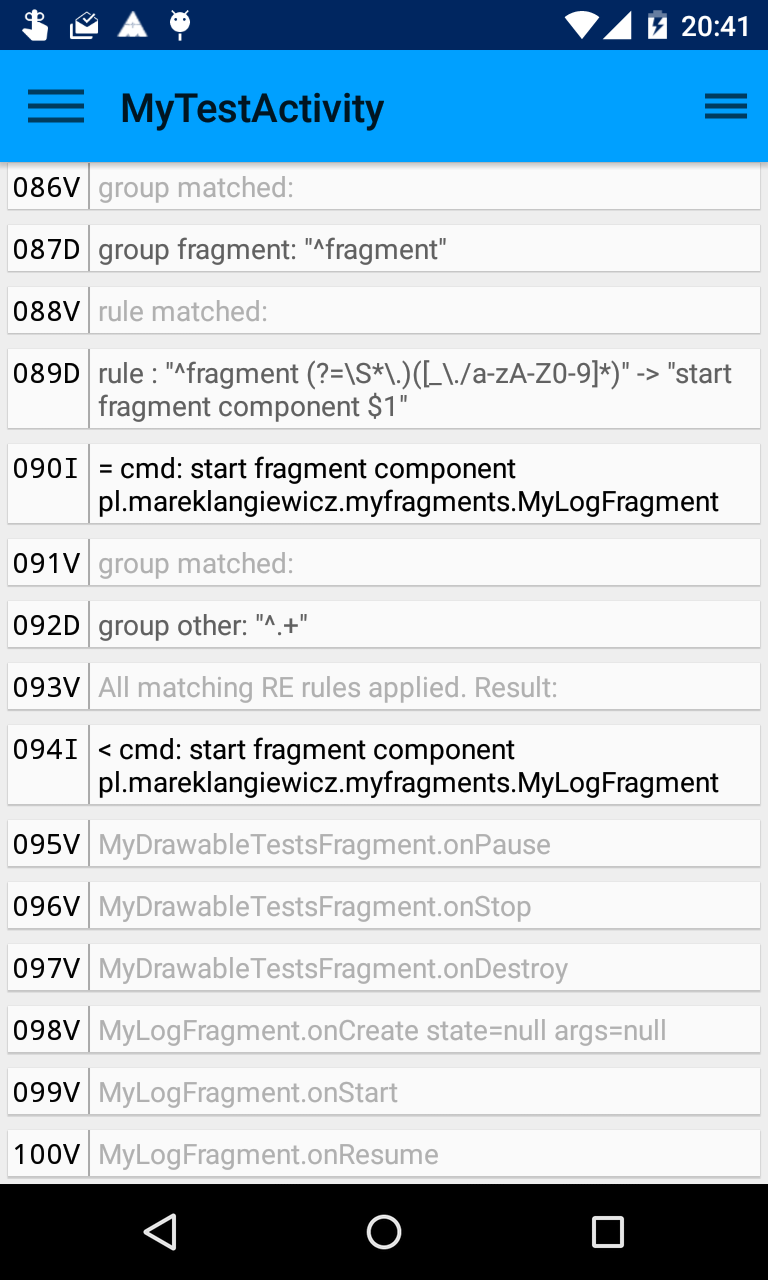 20:41
MyTestActivity
086V group matched:
087D group fragment: "^fragment"
088V rule matched:
089D rule : "^fragment (?=\S*\.)([_\./a-zA-Z0-9]*)" -> "start
fragment component $1"
090I = cmd: start fragment component
pl.mareklangiewicz.myfragments.MyLogFragment
091V group matched:
092D group other: "^.+"
093V All matching RE rules applied. Result:
094I < cmd: start fragment component
pl.mareklangiewicz.myfragments.MyLogFragment
095V MyDrawableTestsFragment.onPause
096V MyDrawableTestsFragment.onStop
097V MyDrawableTestsFragment.onDestroy
098V MyLogFragment.onCreate state=null args=null
099V MyLogFragment.onStart
100V MyLogFragment.onResume